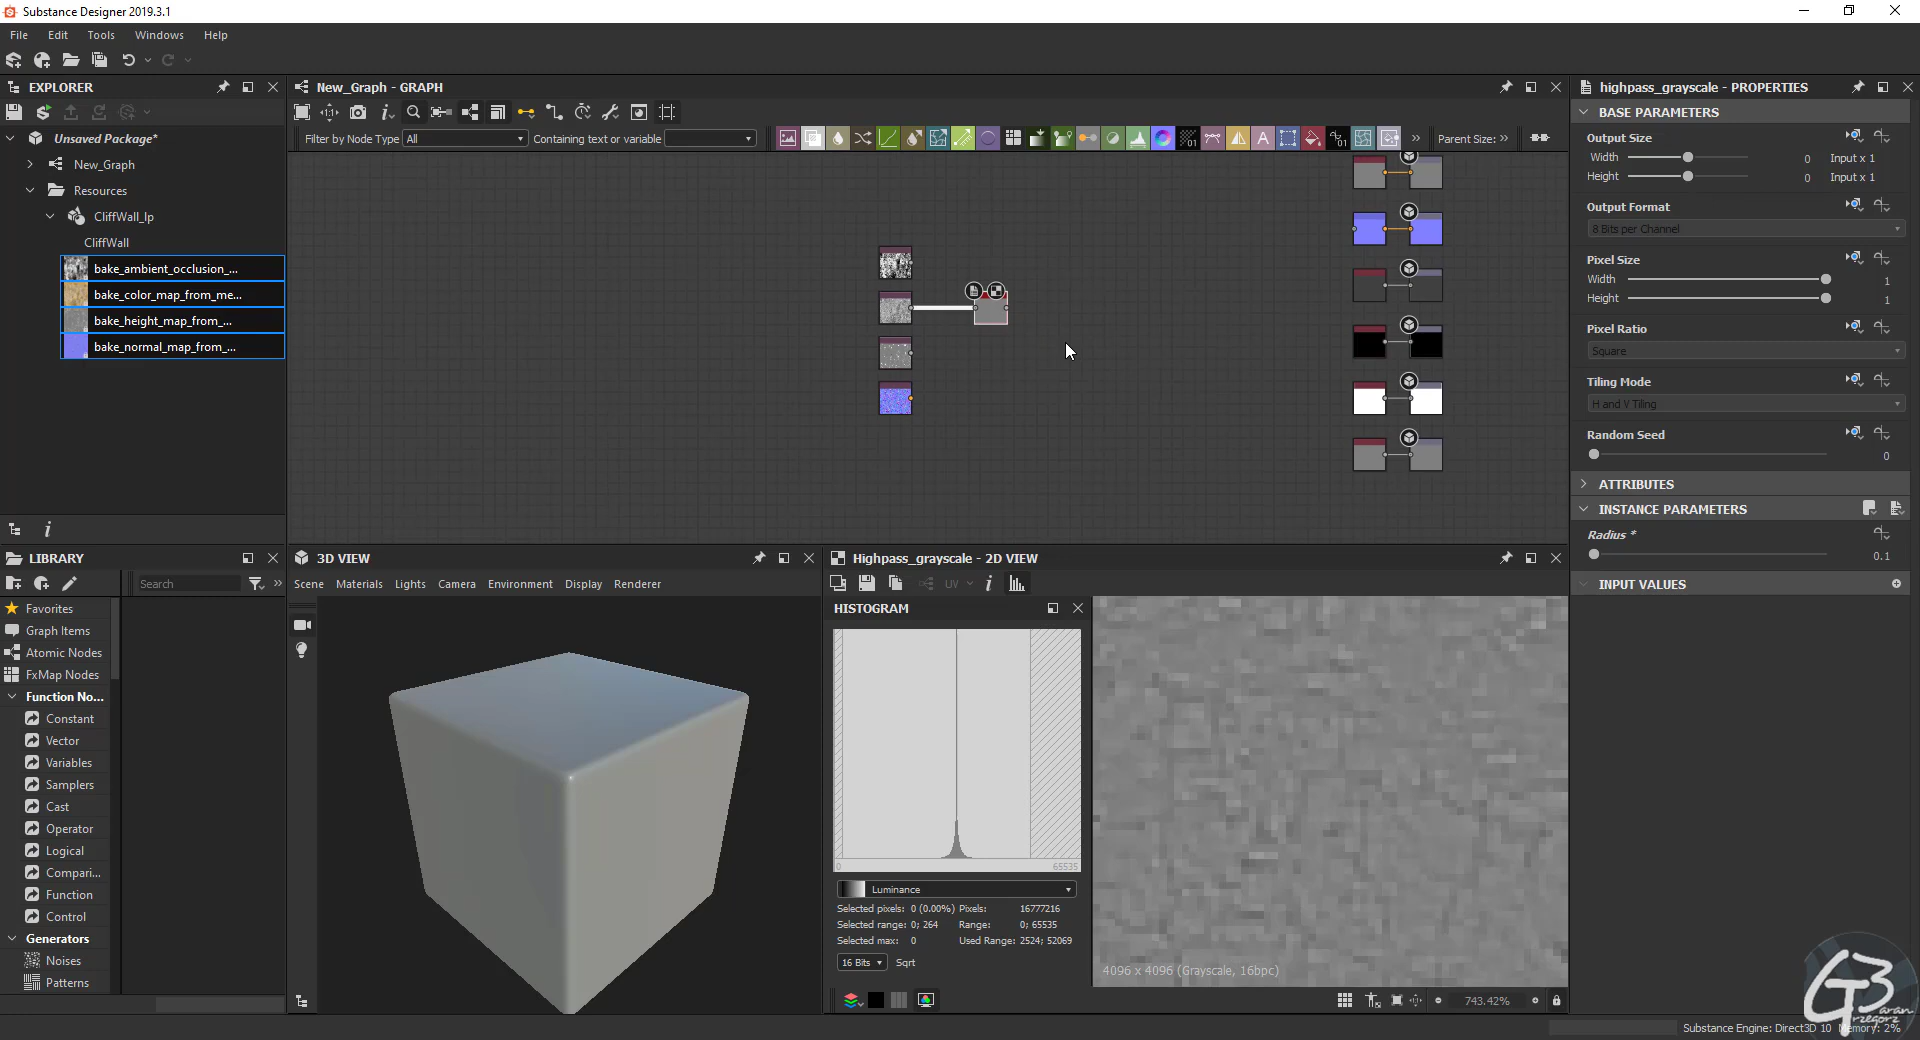 Substance Designer 2019.3.1
File Edit Tools Windows Help
EXPLORER
Unsaved Package*
New_Graph
Resources
CliffWall_lp
CliffWall
bake_ambient_occlusion_...
bake_color_map_from_me...
bake_height_map_from_...
bake_normal_map_from_...
New_Graph - GRAPH
Filter by Node Type All Containing text or variable
01 A 01 » Parent Size: »
highpass_grayscale - PROPERTIES
BASE PARAMETERS
Output Size
Width 0 Input x 1
Height 0 Input x 1
Output Format
8 Bits per Channel
Pixel Size
Width 1
Height 1
Pixel Ratio
Square
Tiling Mode
H and V Tiling
Random Seed
0
ATTRIBUTES
INSTANCE PARAMETERS
Radius *
0.1
INPUT VALUES
LIBRARY
Search »
Favorites
Graph Items
Atomic Nodes
FxMap Nodes
Function No...
Constant
Vector
Variables
Samplers
Cast
Operator
Logical
Compari...
Function
Control
Generators
Noises
Patterns
3D VIEW
Scene Materials Lights Camera Environment Display Renderer
Highpass_grayscale - 2D VIEW
UV
HISTOGRAM
0 65535
Luminance
Selected pixels: 0 (0.00%) Pixels: 16777216
Selected range: 0; 264 Range: 0; 65535
Selected max: 0 Used Range: 2524; 52069
16 Bits Sqrt
4096 x 4096 (Grayscale, 16bpc)
743.42%
Substance Engine: Direct3D 10 Memory: 2%
G3
aran
rzegorz